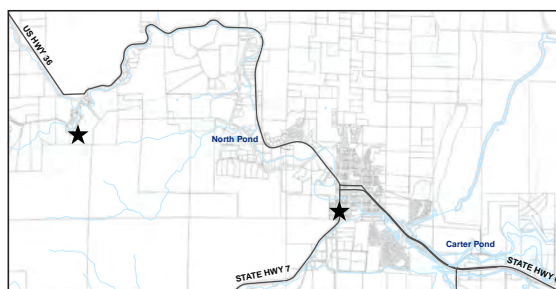 US HWY 36
North Pond
Carter Pond
STATE HWY 7
STATE HWY